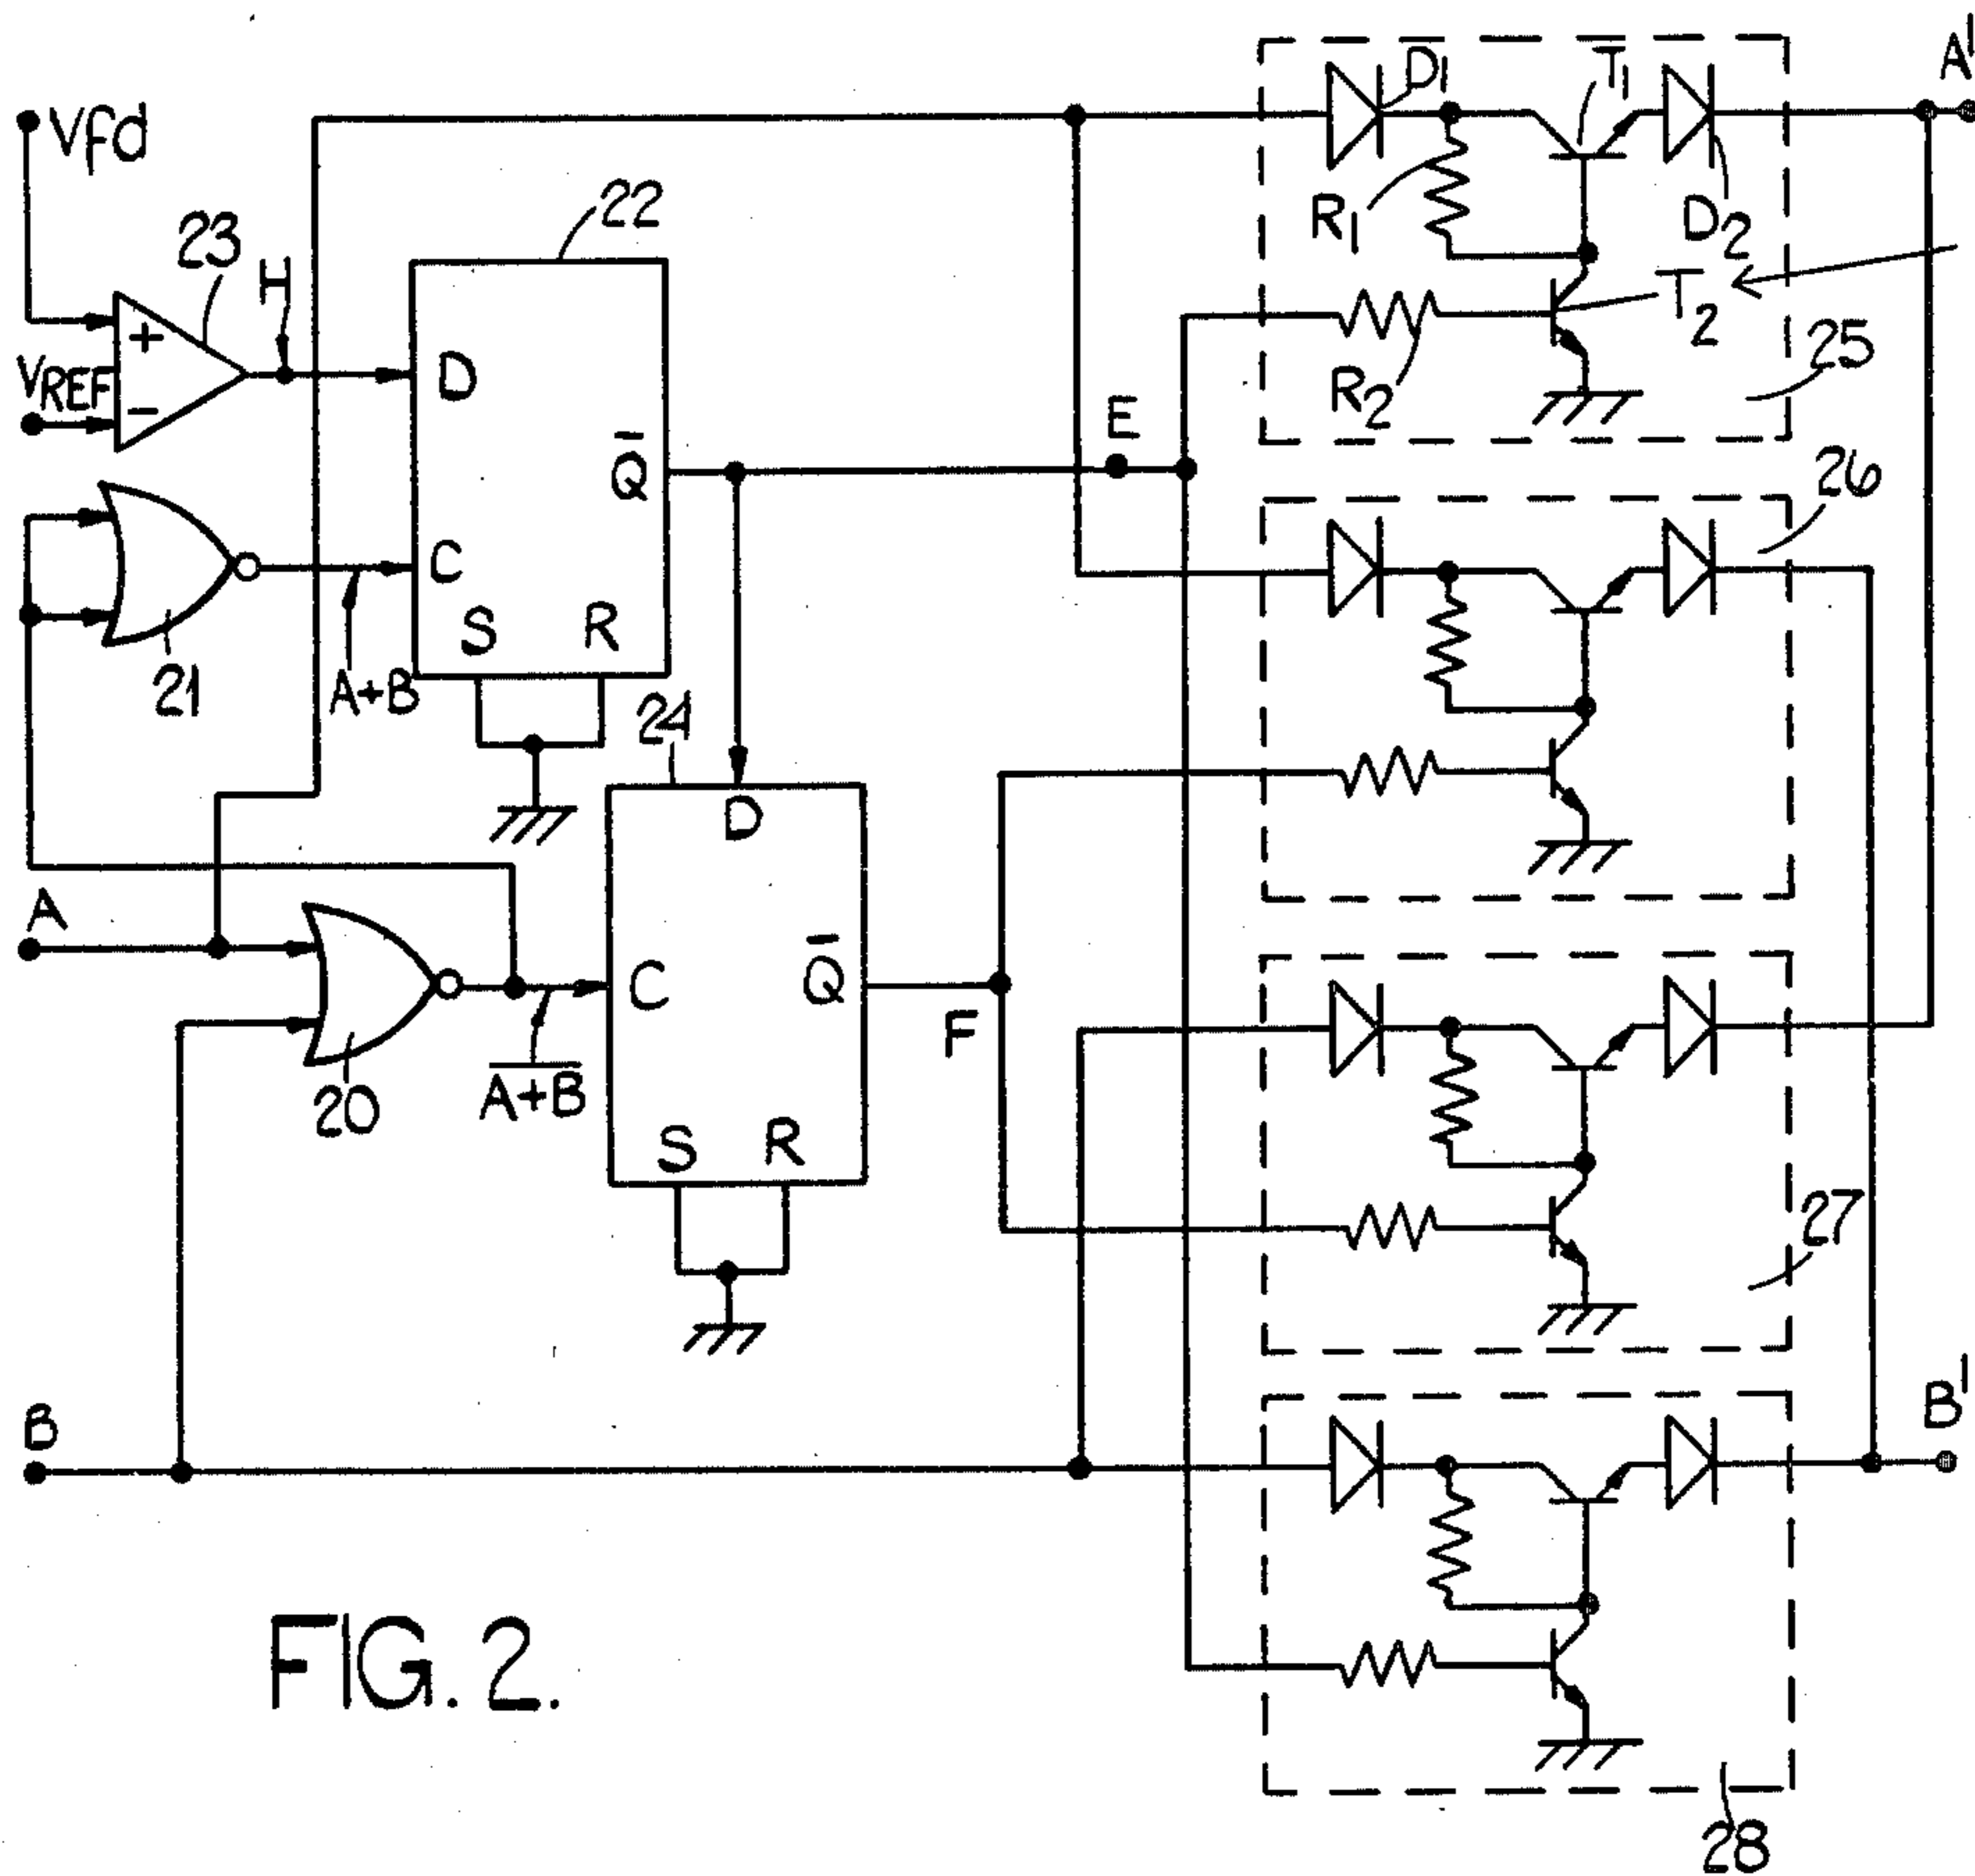 Vfd
23
H
22
VREF
+
−
D
Q̅
C
S
R
21
A+B
24
D
A
C
Q̅
20
A̅+̅B̅
S
R
F
B
E
D1
T1
A'
R1
D2
T2
R2
25
26
27
B'
28
FIG. 2.